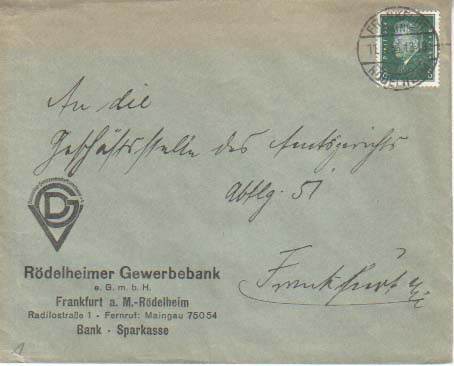 An die
Geschäftsstelle des Amtsgerichts
Abtlg. 51
Frankfurt
Rödelheimer Gewerbebank
e. G. m. b. H.
Frankfurt a. M.-Rödelheim
Radilostraße 1 - Fernruf: Maingau 75054
Bank - Sparkasse